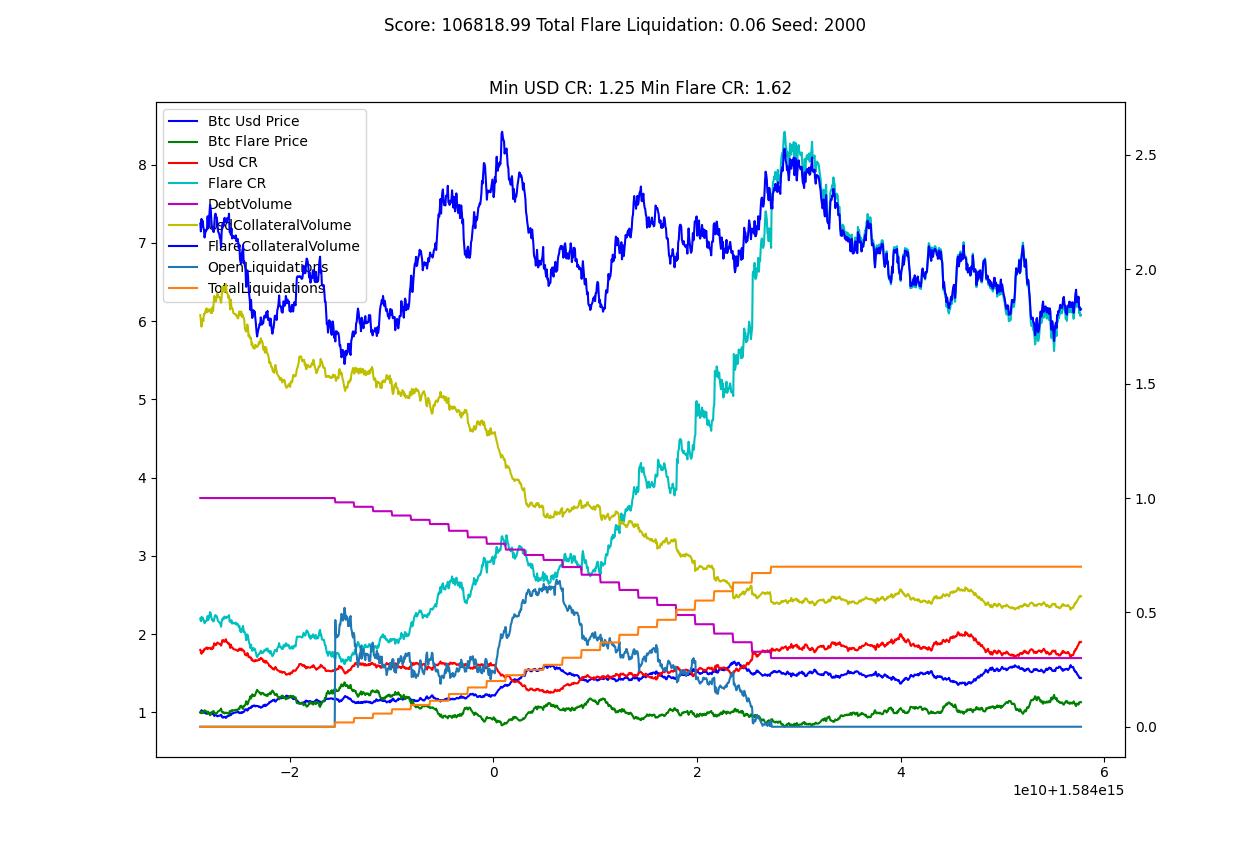 Score: 106818.99 Total Flare Liquidation: 0.06 Seed: 2000
Min USD CR: 1.25 Min Flare CR: 1.62
Btc Usd Price
Btc Flare Price
Usd CR
Flare CR
DebtVolume
UsdCollateralVolume
FlareCollateralVolume
OpenLiquidations
TotalLiquidations
8
7
6
5
4
3
2
1
2.5
2.0
1.5
1.0
0.5
0.0
−2
0
2
4
6
1e10+1.584e15